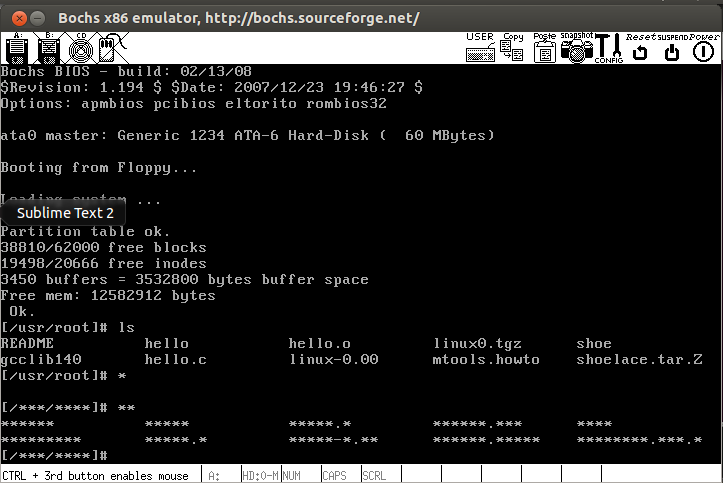 Bochs x86 emulator, http://bochs.sourceforge.net/
A: B: CD USER Copy Paste snapshot CONFIG Reset SUSPEND Power
Bochs BIOS - build: 02/13/08
$Revision: 1.194 $ $Date: 2007/12/23 19:46:27 $
Options: apmbios pcibios eltorito rombios32
ata0 master: Generic 1234 ATA-6 Hard-Disk (  60 MBytes)
Booting from Floppy...
Loading system ...
Sublime Text 2
Partition table ok.
38810/62000 free blocks
19498/20666 free inodes
3450 buffers = 3532800 bytes buffer space
Free mem: 12582912 bytes
 Ok.
[/usr/root]# ls
README hello hello.o linux0.tgz shoe
gcclib140 hello.c linux-0.00 mtools.howto shoelace.tar.Z
[/usr/root]# *
[/***/****]# **
****** ***** *****.* ******.*** ****
********* *****.* *****-*.** ******.***** ********.***.*
[/***/****]#
CTRL + 3rd button enables mouse A: HD:0-M NUM CAPS SCRL